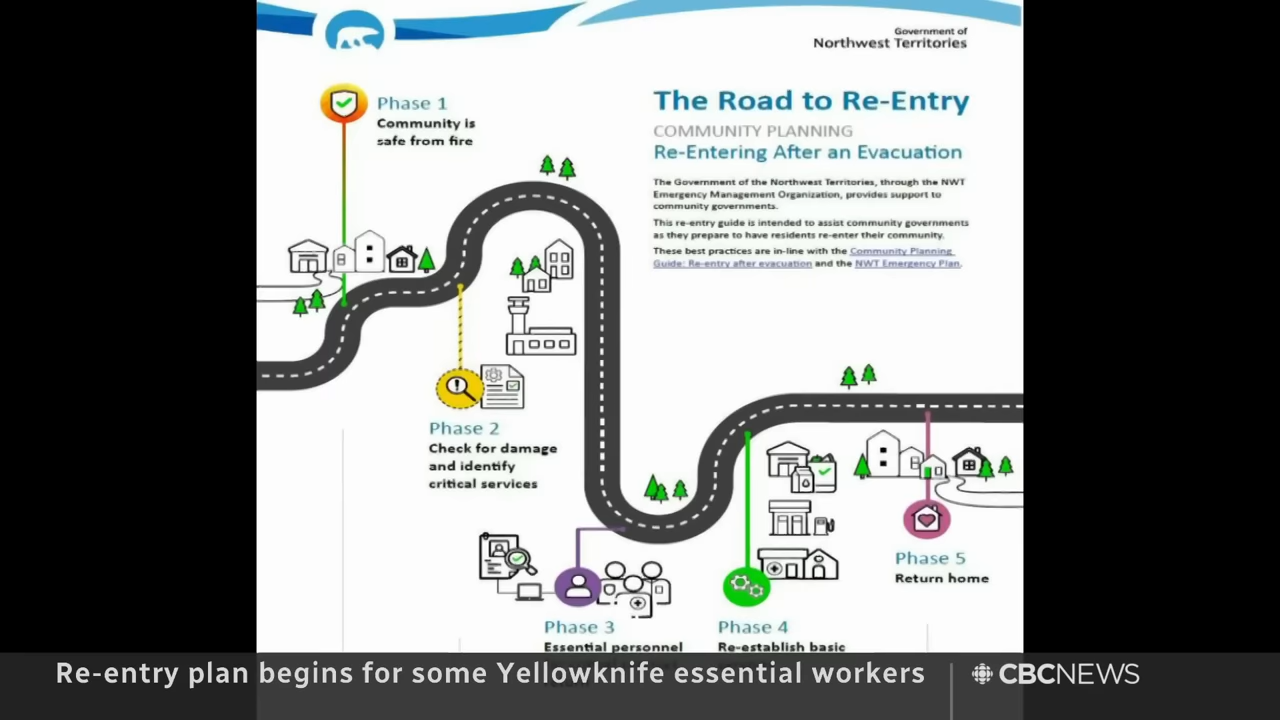 Government of
Northwest Territories
The Road to Re-Entry
COMMUNITY PLANNING
Re-Entering After an Evacuation
The Government of the Northwest Territories, through the NWT
Emergency Management Organization, provides support to
community governments.
This re-entry guide is intended to assist community governments
as they prepare to have residents re-enter their community.
These best practices are in-line with the Community Planning
Guide: Re-entry after evacuation and the NWT Emergency Plan.
Phase 1
Community is
safe from fire
Phase 2
Check for damage
and identify
critical services
Phase 3
Essential personnel
Phase 4
Re-establish basic
Phase 5
Return home
Re-entry plan begins for some Yellowknife essential workers
CBCNEWS